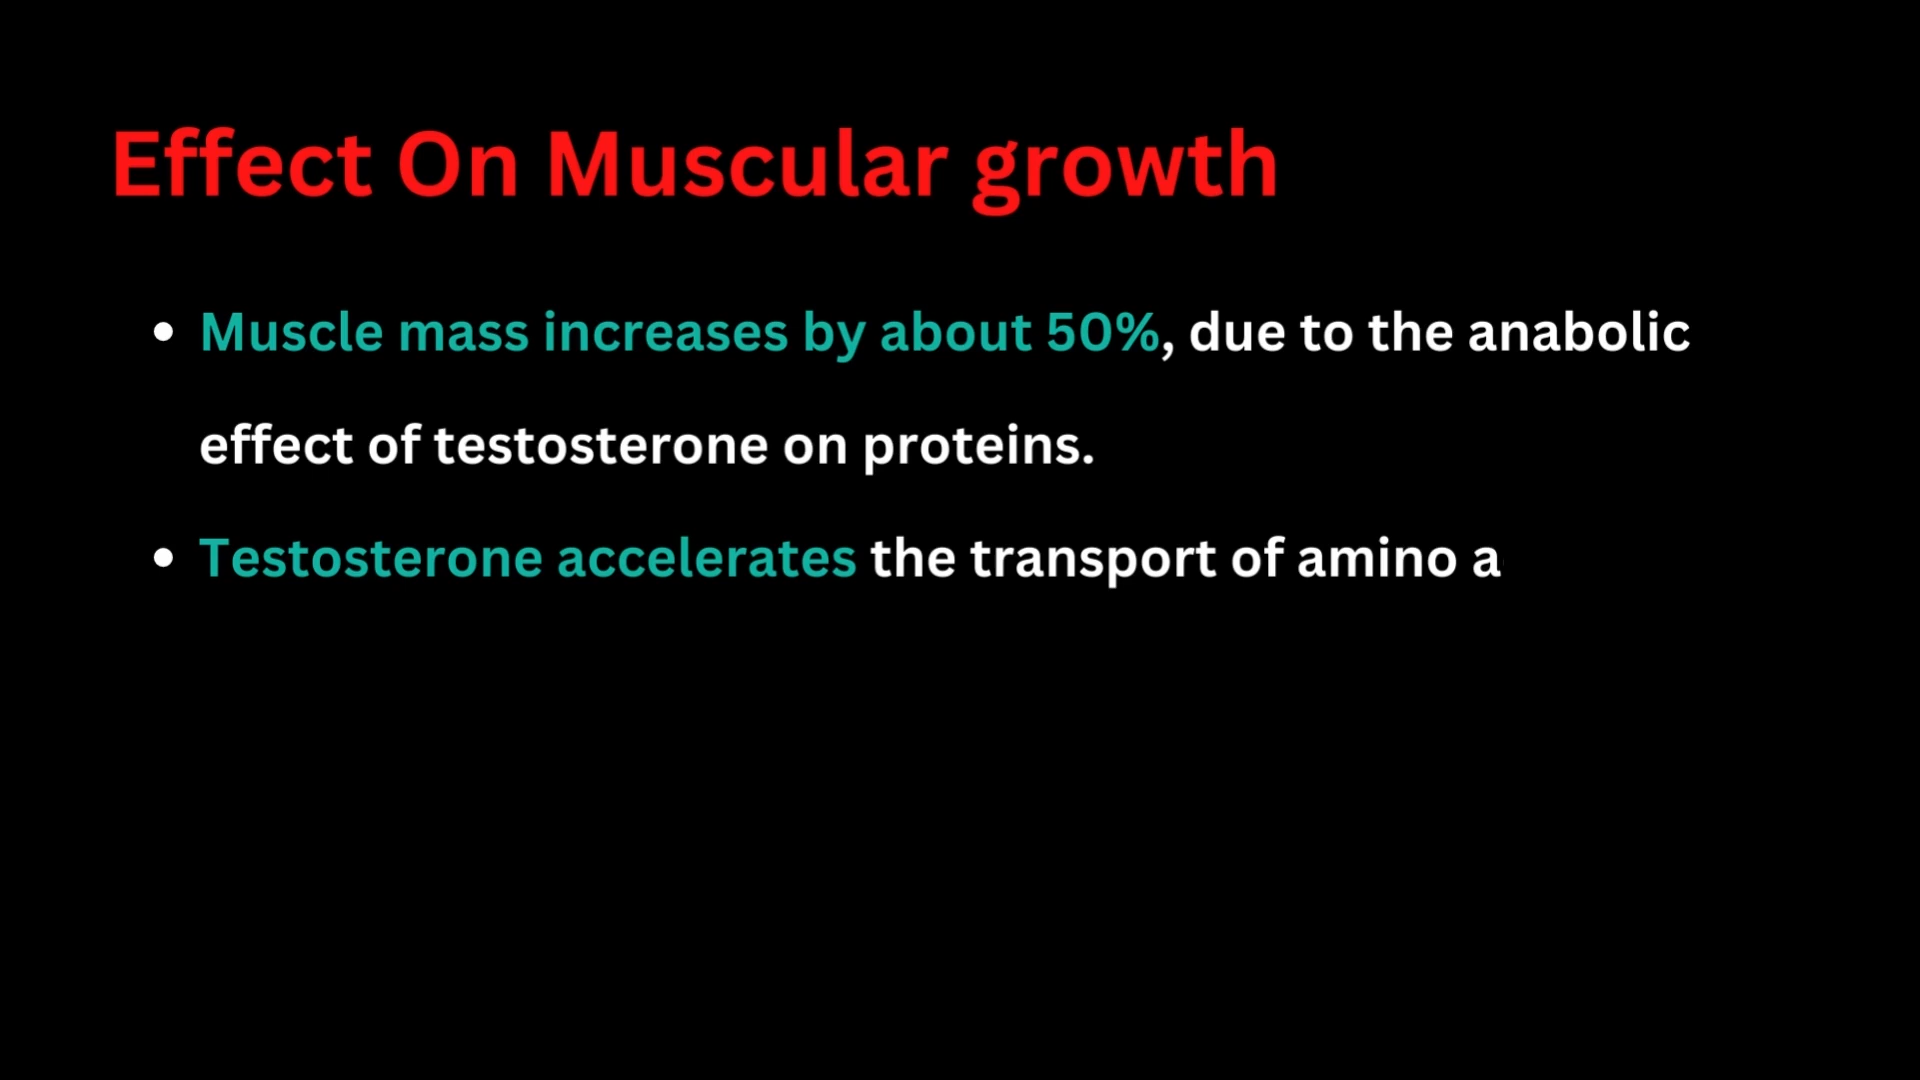 Effect On Muscular growth
• Muscle mass increases by about 50%, due to the anabolic
effect of testosterone on proteins.
• Testosterone accelerates the transport of amino a